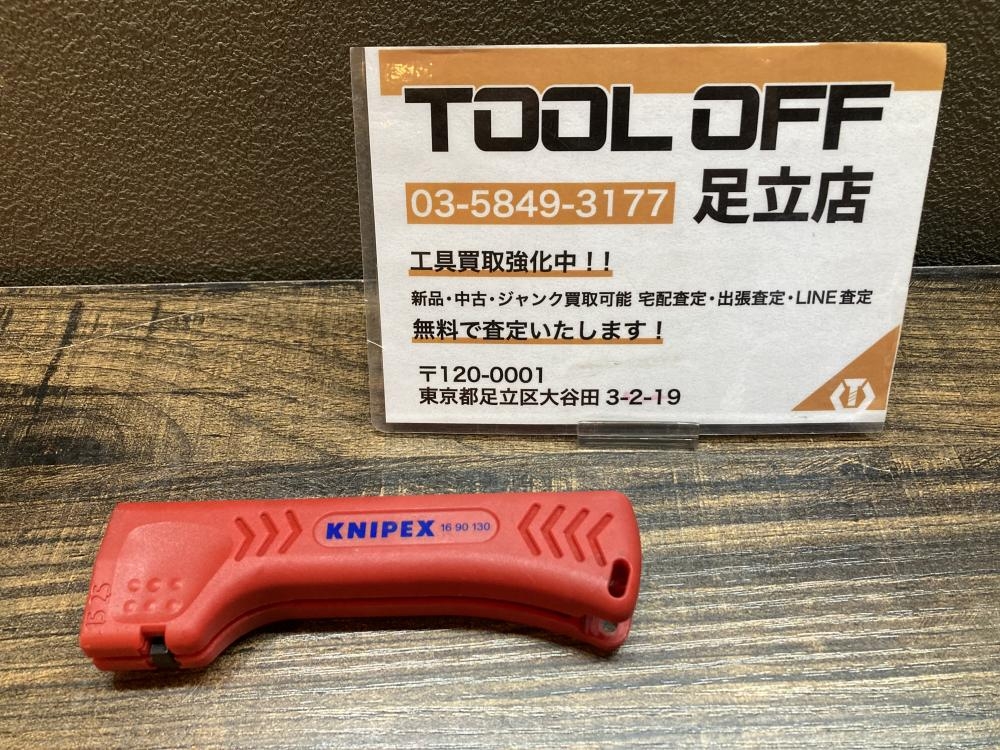 TOOL OFF
03-5849-3177 足立店
工具買取強化中!!
新品・中古・ジャンク買取可能 宅配査定・出張査定・LINE査定
無料で査定いたします!
〒120-0001
東京都足立区大谷田 3-2-19
KNIPEX 16 90 130
15 25